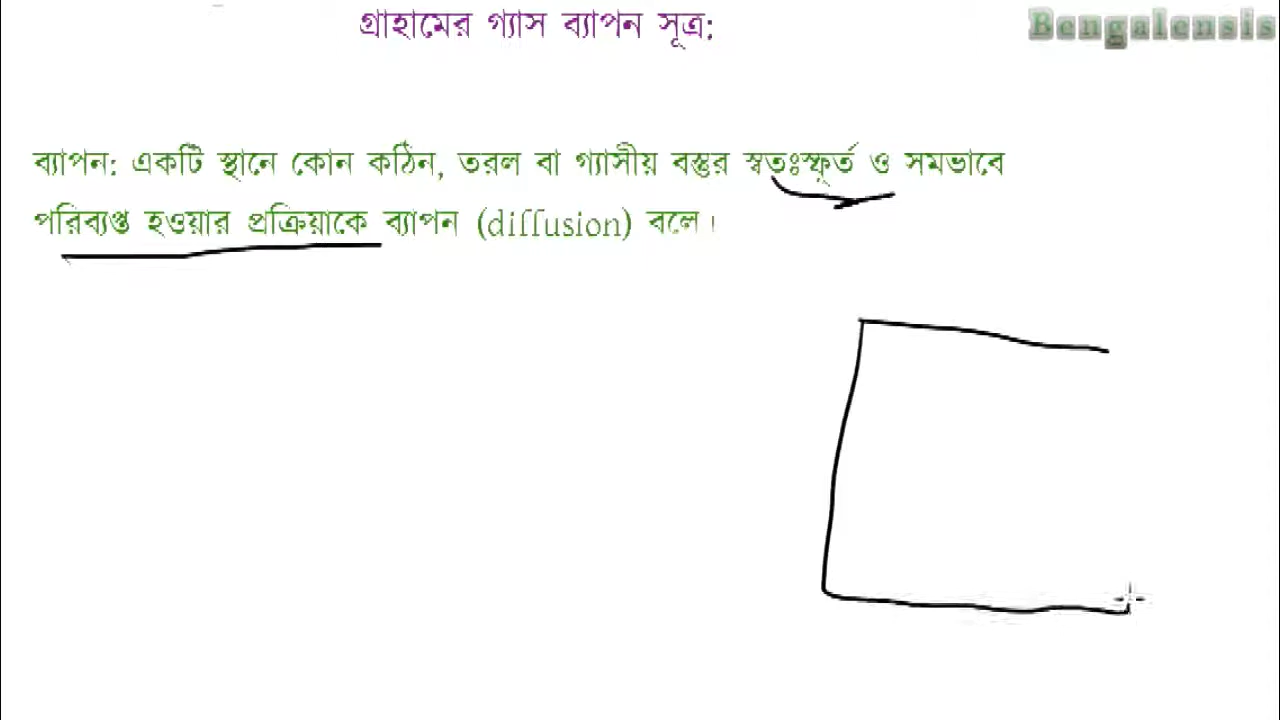 গ্রাহামের গ্যাস ব্যাপন সূত্র:
Bengalensis
ব্যাপন: একটি স্থানে কোন কঠিন, তরল বা গ্যাসীয় বস্তুর স্বতঃস্ফূর্ত ও সমভাবে
পরিব্যপ্ত হওয়ার প্রক্রিয়াকে ব্যাপন (diffusion) বলে।